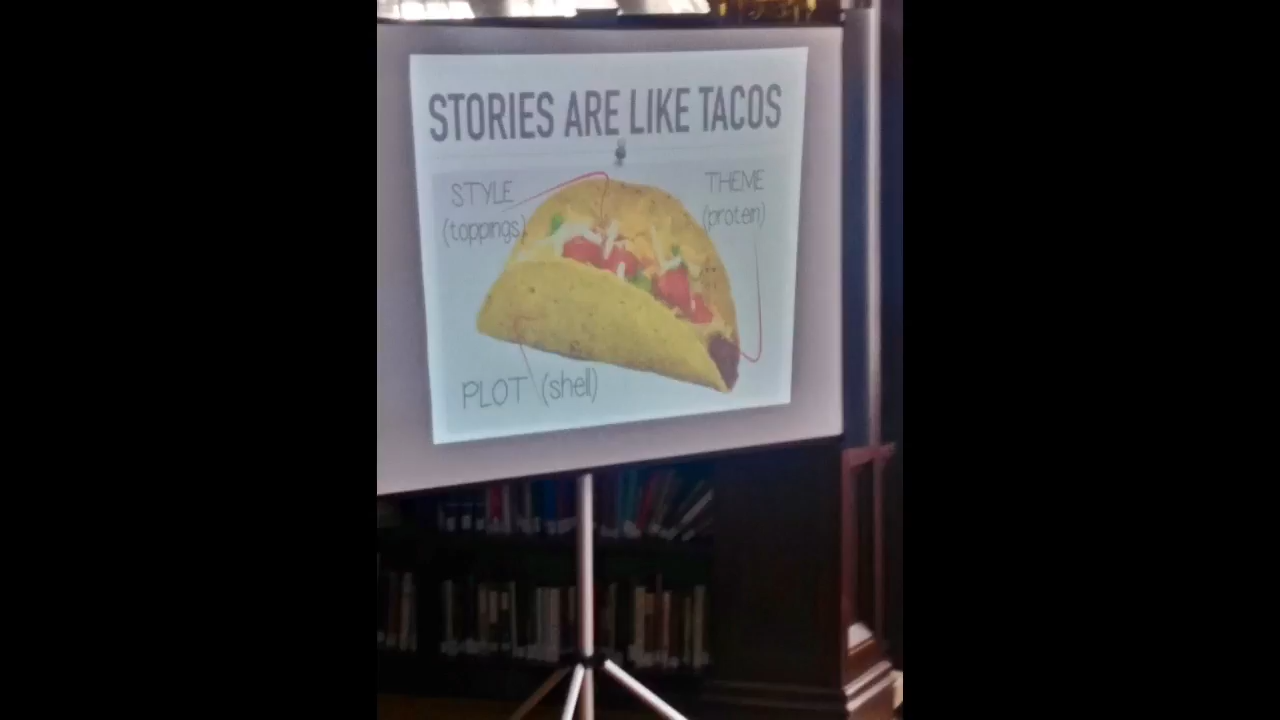 STORIES ARE LIKE TACOS
STYLE
(toppings)
THEME
(protein)
PLOT (shell)